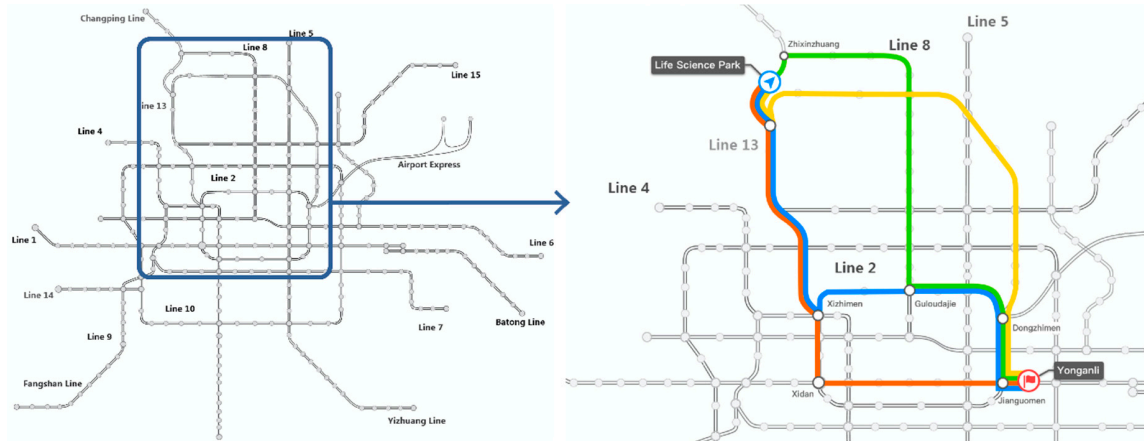 Changping Line
Line 8
Line 5
Line 15
ine 13
Line 4
Airport Express
Line 2
Line 1
Line 6
Line 14
Line 10
Line 7
Batong Line
Line 9
Fangshan Line
Yizhuang Line
Line 5
Zhixinzhuang
Line 8
Life Science Park
Line 13
Line 4
Line 2
Xizhimen
Guloudajie
Dongzhimen
Yonganli
Xidan
Jianguomen